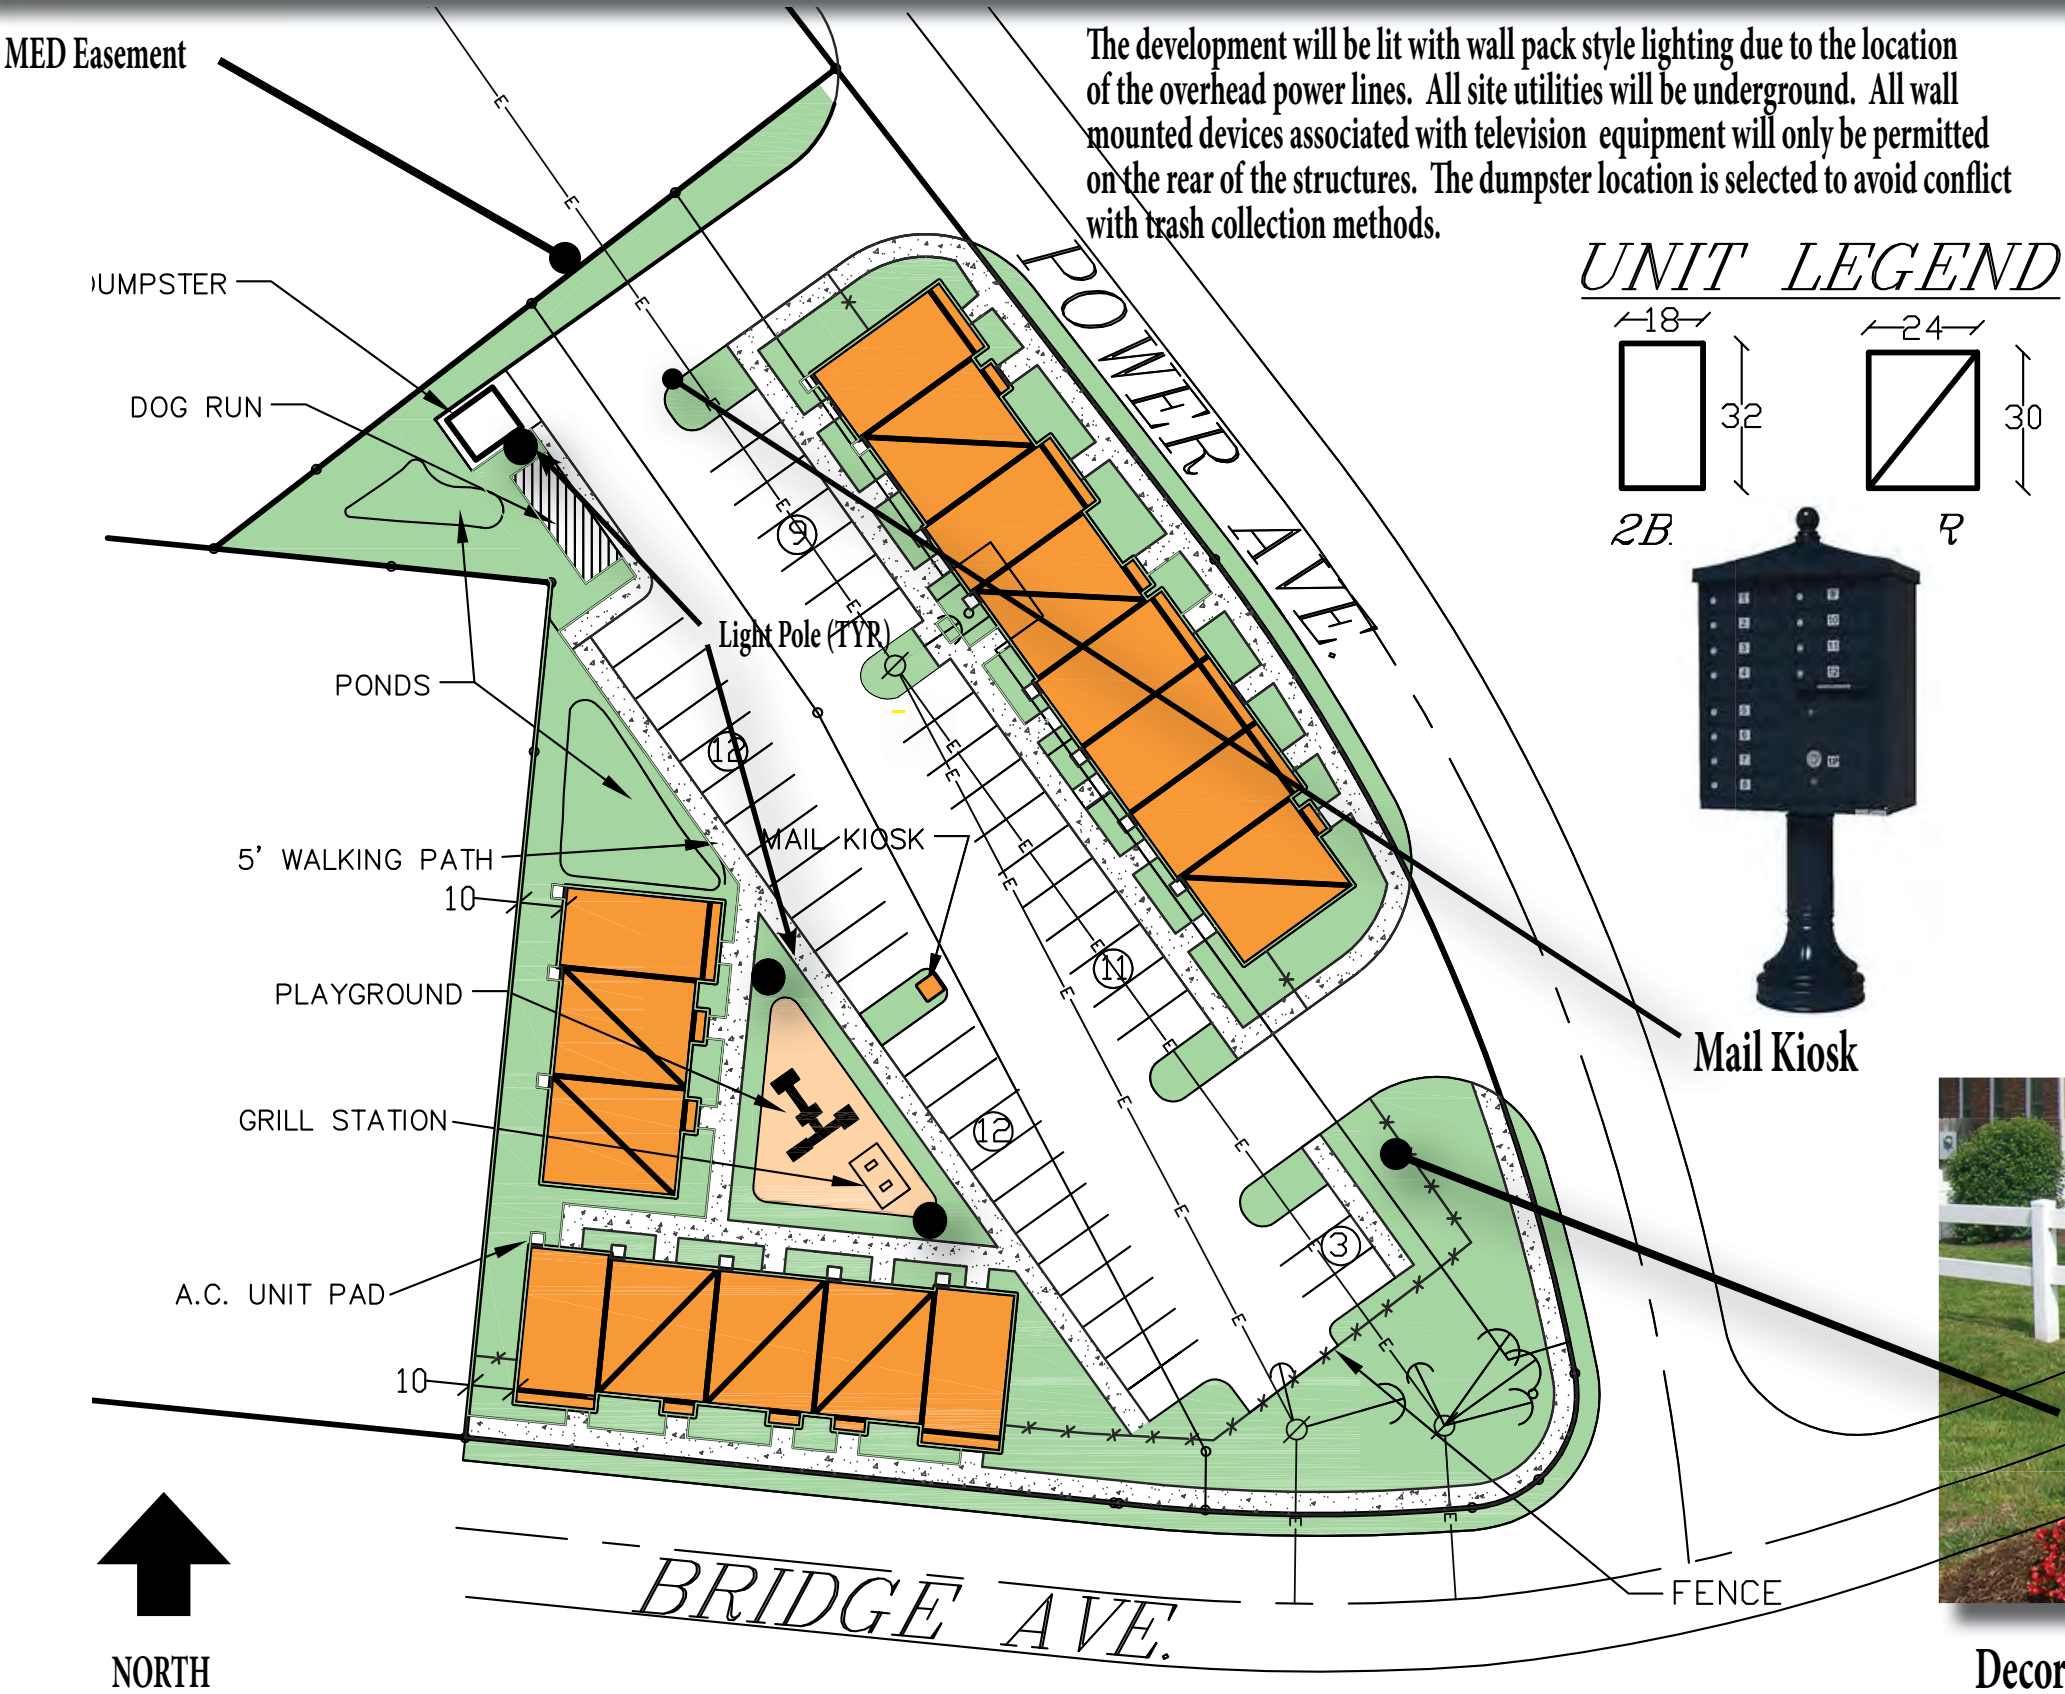 MED Easement
The development will be lit with wall pack style lighting due to the location
of the overhead power lines. All site utilities will be underground. All wall
mounted devices associated with television equipment will only be permitted
on the rear of the structures. The dumpster location is selected to avoid conflict
with trash collection methods.
UNIT LEGEND
18
24
32
30
2B.
R
DUMPSTER
DOG RUN
POWER AVE.
9
Light Pole (TYR)
PONDS
12
MAIL KIOSK
5' WALKING PATH
10
11
PLAYGROUND
Mail Kiosk
GRILL STATION
12
3
A.C. UNIT PAD
10
FENCE
BRIDGE AVE.
NORTH
Decor